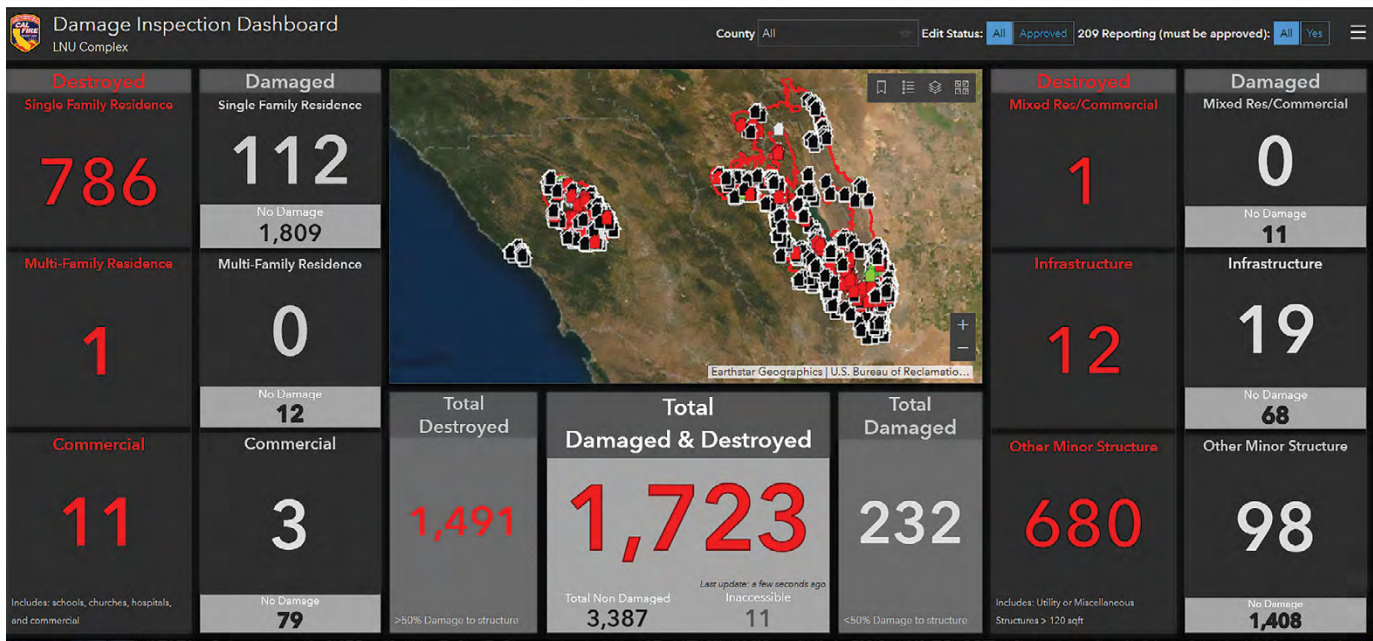 CAL
FIRE
Damage Inspection Dashboard
LNU Complex
County All
Edit Status: All Approved
209 Reporting (must be approved): All Yes
Destroyed
Single Family Residence
786
Multi-Family Residence
1
Commercial
11
Includes: schools, churches, hospitals,
and commercial
Damaged
Single Family Residence
112
No Damage
1,809
Multi-Family Residence
0
No Damage
12
Commercial
3
No Damage
79
+
−
Earthstar Geographics | U.S. Bureau of Reclamatio...
Total
Destroyed
1,491
>50% Damage to structure
Total
Damaged & Destroyed
1,723
Last update: a few seconds ago
Total Non Damaged
3,387
Inaccessible
11
Total
Damaged
232
<50% Damage to structure
Destroyed
Mixed Res/Commercial
1
Infrastructure
12
Other Minor Structure
680
Includes: Utility or Miscellaneous
Structures > 120 sqft
Damaged
Mixed Res/Commercial
0
No Damage
11
Infrastructure
19
No Damage
68
Other Minor Structure
98
No Damage
1,408